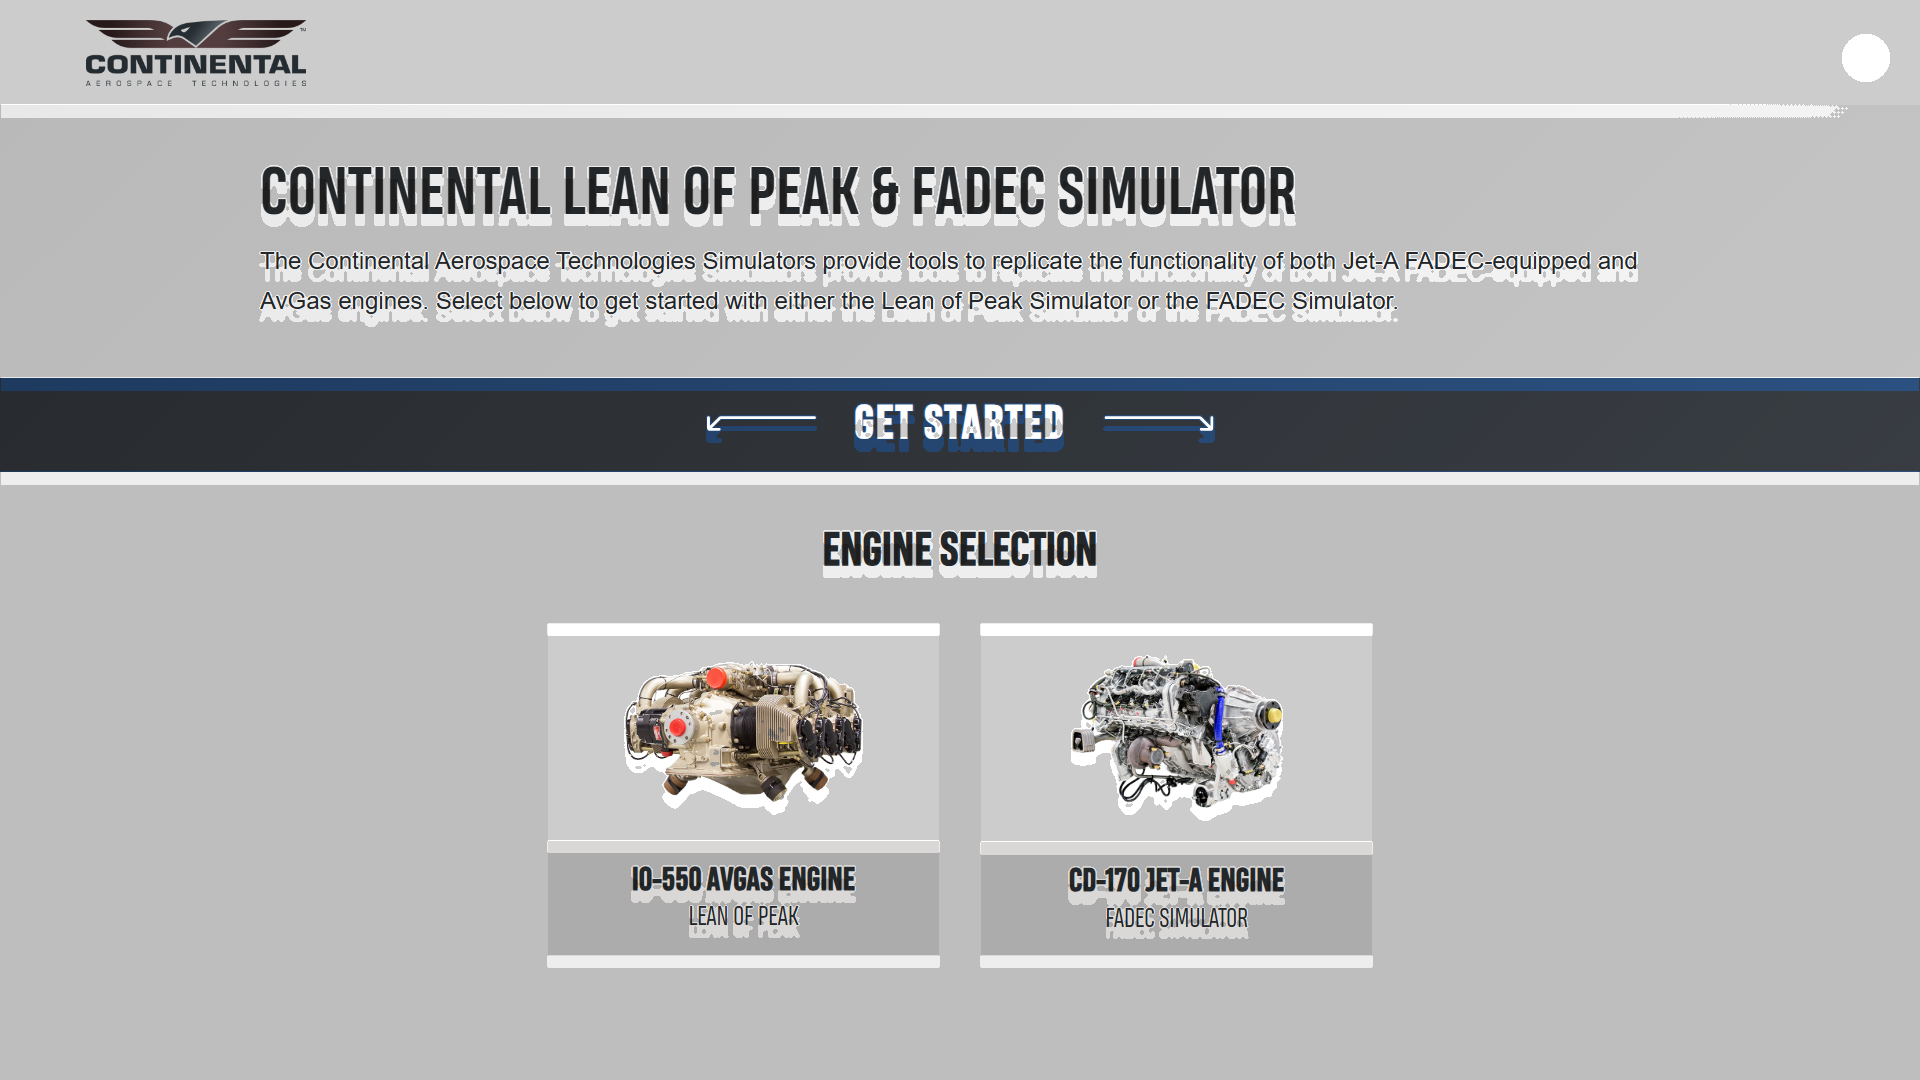 CONTINENTAL
AEROSPACE TECHNOLOGIES
CONTINENTAL LEAN OF PEAK & FADEC SIMULATOR
The Continental Aerospace Technologies Simulators provide tools to replicate the functionality of both Jet-A FADEC-equipped and
AvGas engines. Select below to get started with either the Lean of Peak Simulator or the FADEC Simulator.
GET STARTED
ENGINE SELECTION
IO-550 AVGAS ENGINE
LEAN OF PEAK
CD-170 JET-A ENGINE
FADEC SIMULATOR